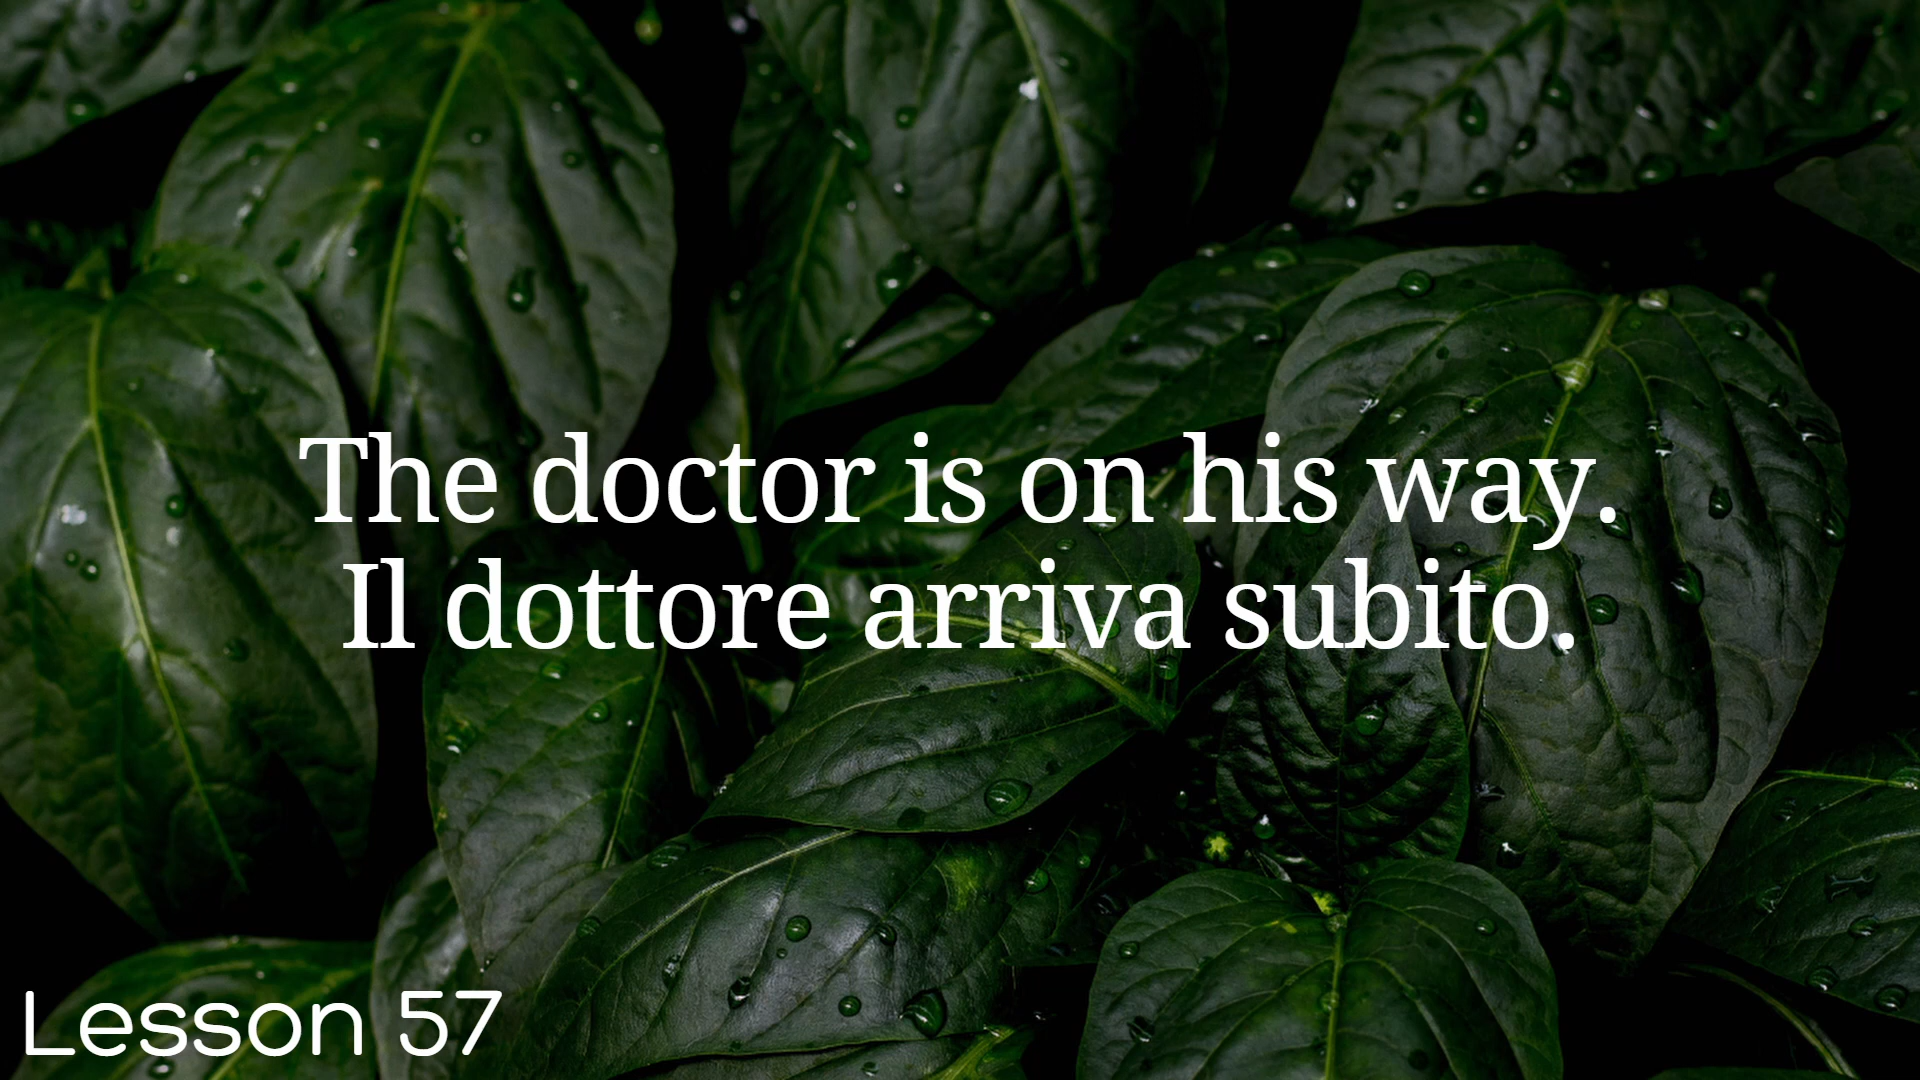 The doctor is on his way.
Il dottore arriva subito.
Lesson 57